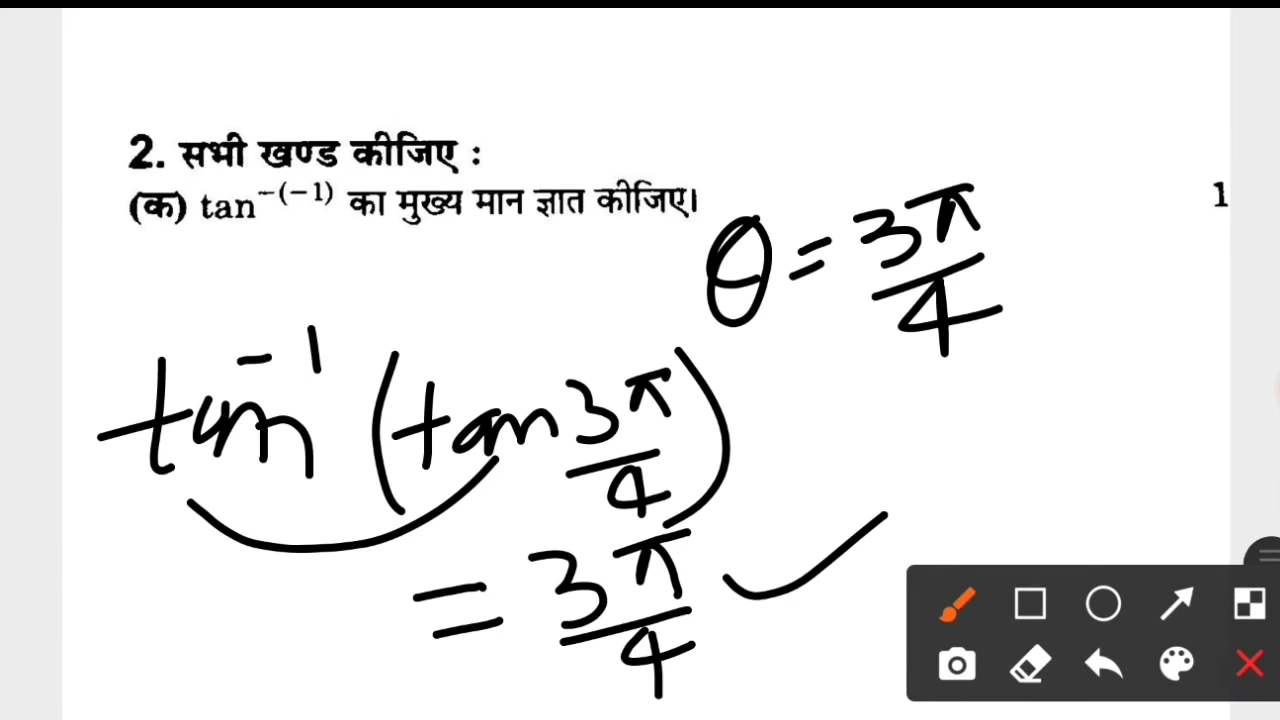 2. सभी खण्ड कीजिए :
(क) tan⁻⁽⁻¹⁾ का मुख्य मान ज्ञात कीजिए। 1
θ = 3π/4
tan⁻¹ (tan 3π/4)
= 3π/4